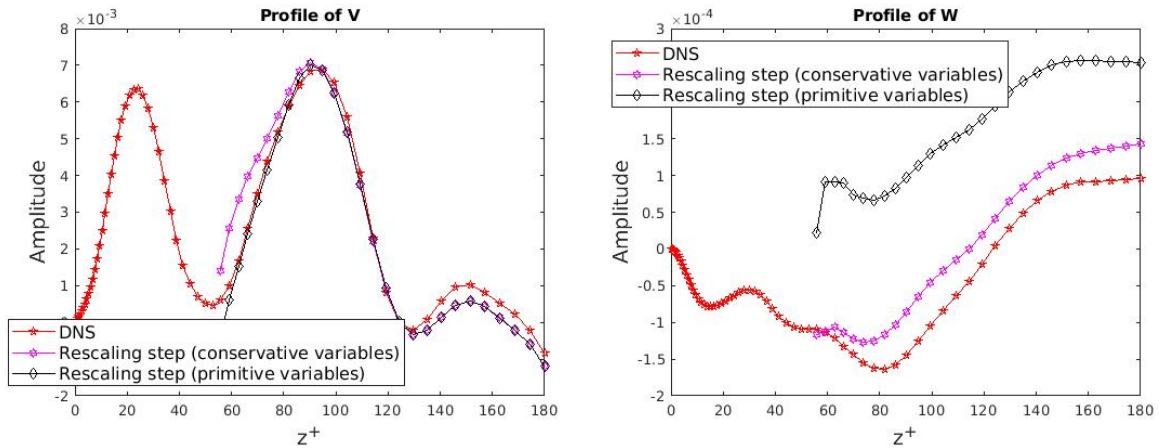 Profile of V
×10⁻³
8
7
6
5
4
3
2
1
-2
0 20 40 60 80 100 120 140 160 180
z⁺
Amplitude
DNS
Rescaling step (conservative variables)
Rescaling step (primitive variables)
Profile of W
×10⁻⁴
3
1.5
0.5
0
-0.5
-1
-1.5
-2
0 20 40 60 80 100 120 140 160 180
z⁺
Amplitude
DNS
Rescaling step (conservative variables)
Rescaling step (primitive variables)